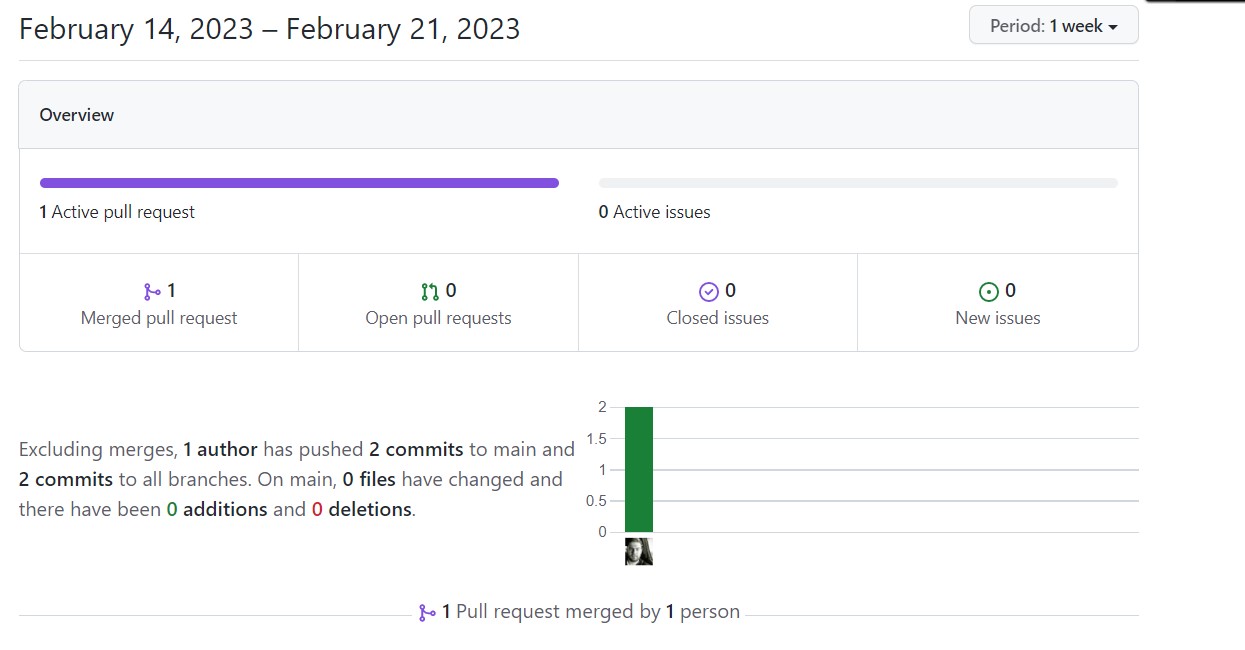 February 14, 2023 – February 21, 2023
Period: 1 week
Overview
1 Active pull request
0 Active issues
1
Merged pull request
0
Open pull requests
0
Closed issues
0
New issues
Excluding merges, 1 author has pushed 2 commits to main and
2 commits to all branches. On main, 0 files have changed and
there have been 0 additions and 0 deletions.
2
1.5
1
0.5
0
1 Pull request merged by 1 person